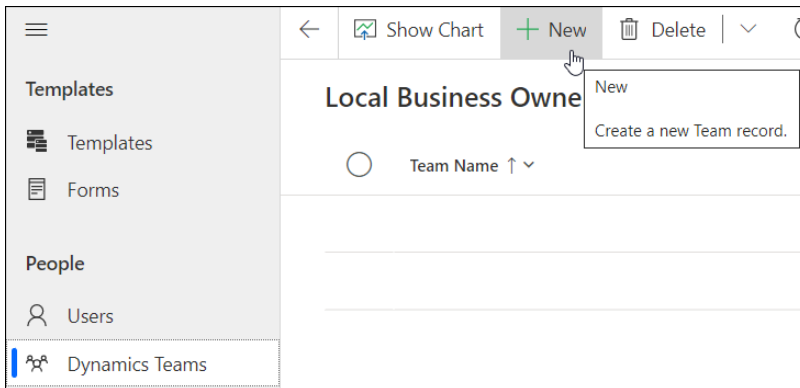 Show Chart
New
Delete
Templates
Templates
Forms
People
Users
Dynamics Teams
Local Business Owne
Team Name
New
Create a new Team record.